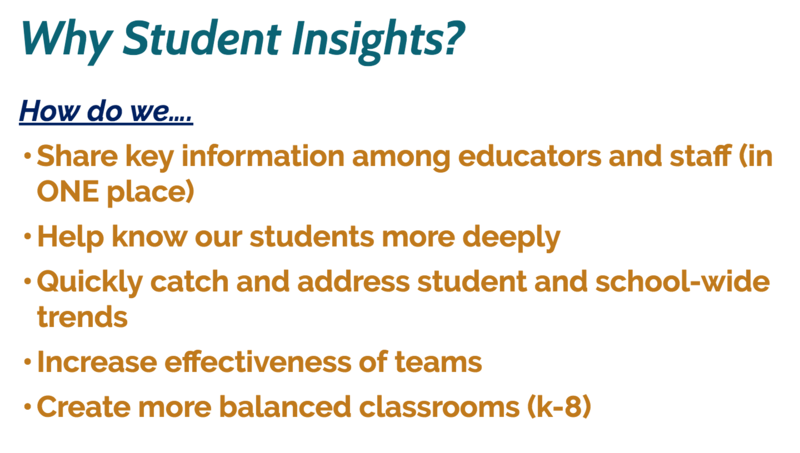 Why Student Insights?
How do we....
• Share key information among educators and staff (in
ONE place)
• Help know our students more deeply
• Quickly catch and address student and school-wide
trends
• Increase effectiveness of teams
• Create more balanced classrooms (k-8)